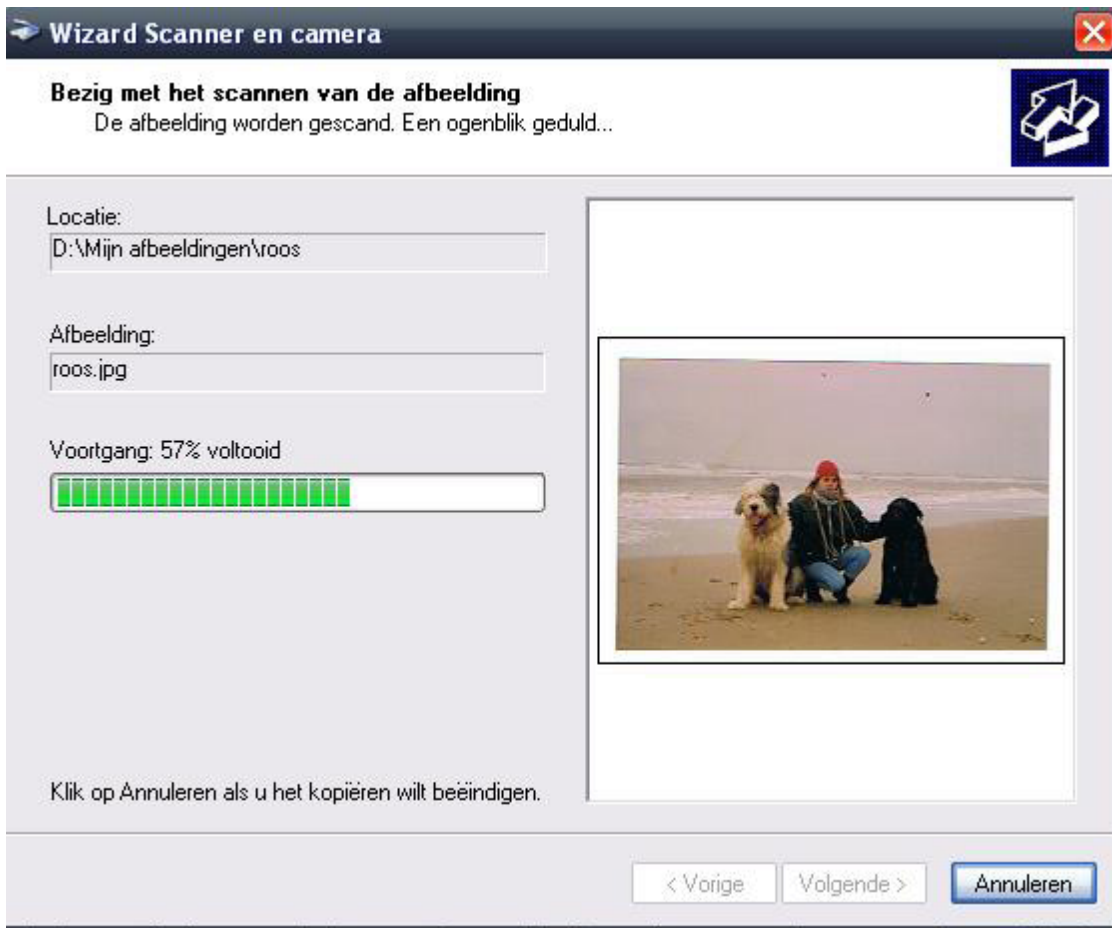 Wizard Scanner en camera
Bezig met het scannen van de afbeelding
De afbeelding worden gescand. Een ogenblik geduld...
Locatie:
D:\Mijn afbeeldingen\roos
Afbeelding:
roos.jpg
Voortgang: 57% voltooid
Klik op Annuleren als u het kopiëren wilt beëindigen.
< Vorige
Volgende >
Annuleren